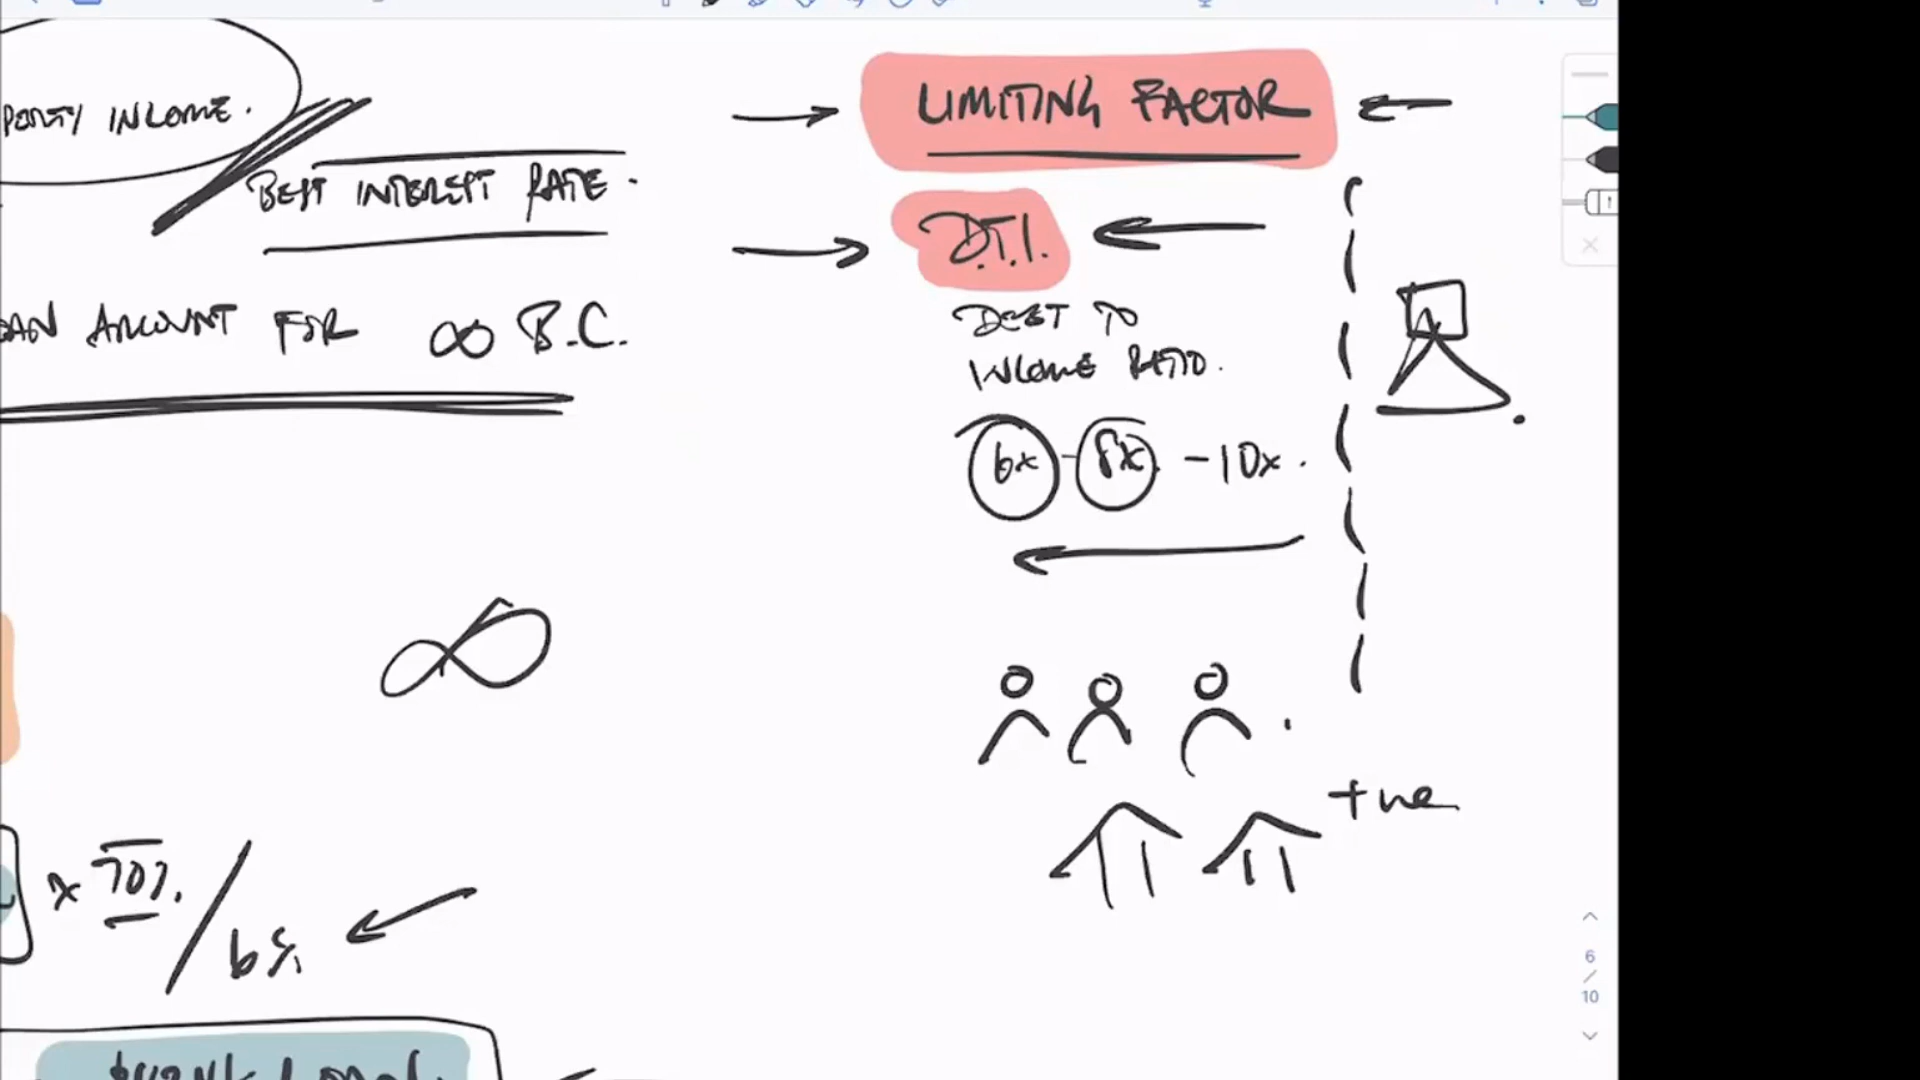 LIMITING FACTOR
PERTY INCOME.
BEST INTEREST RATE.
D.T.I.
DEBT TO
INCOME RATIO.
OAN AMOUNT FOR ∞ B.C.
6x - 8x - 10x.
∞
+ve
x 70%. / 6%
6
/
10